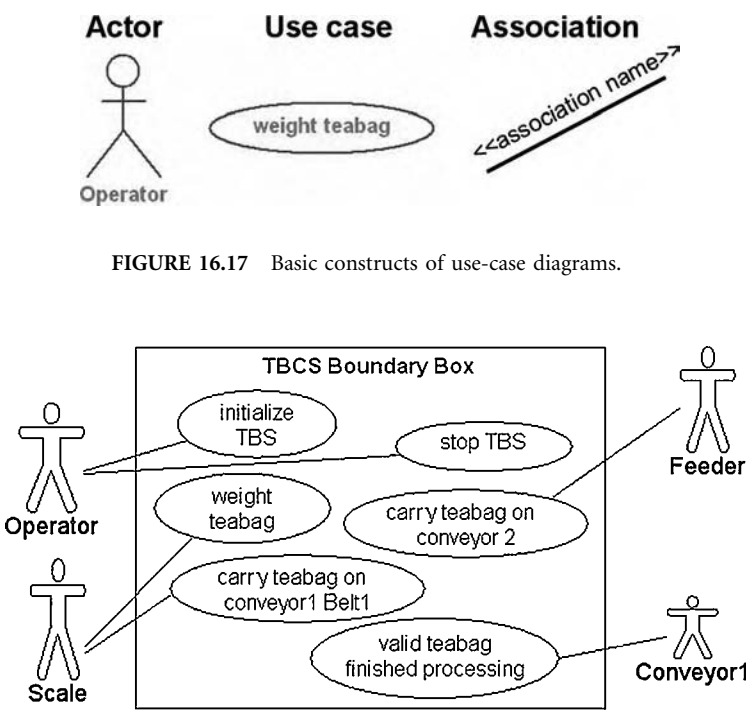 Actor Use case Association
weight teabag
<<association name>>
Operator
FIGURE 16.17 Basic constructs of use-case diagrams.
TBCS Boundary Box
initialize
TBS
stop TBS
Feeder
Operator
weight
teabag
carry teabag on
conveyor 2
carry teabag on
conveyor1 Belt1
valid teabag
finished processing
Scale
Conveyor1